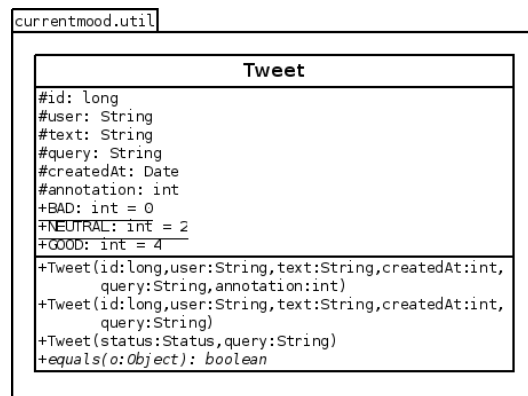 currentmood.util
Tweet
#id: long
#user: String
#text: String
#query: String
#createdAt: Date
#annotation: int
+BAD: int = 0
+NEUTRAL: int = 2
+GOOD: int = 4
+Tweet(id:long,user:String,text:String,createdAt:int,
query:String,annotation:int)
+Tweet(id:long,user:String,text:String,createdAt:int,
query:String)
+Tweet(status:Status,query:String)
+equals(o:Object): boolean